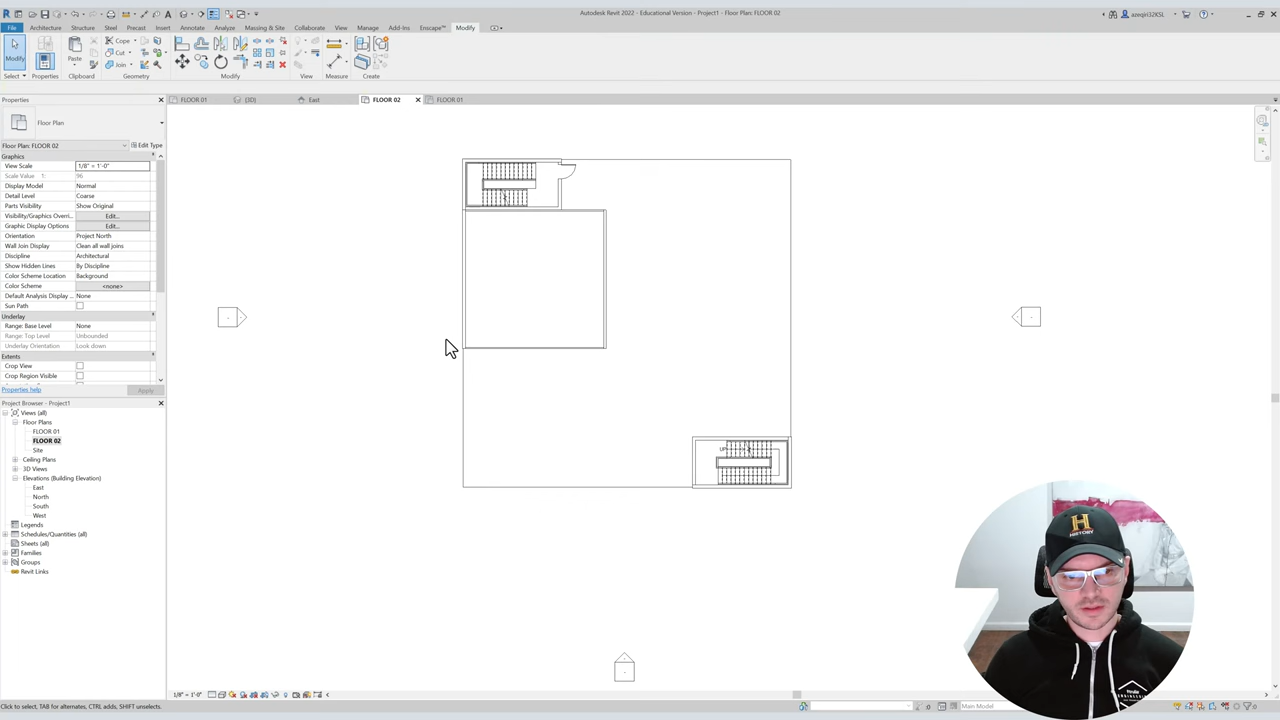 Autodesk Revit 2022 - Educational Version - Project1 - Floor Plan: FLOOR 02
azegiri32KSL
File Architecture Structure Steel Precast Insert Annotate Analyze Massing & Site Collaborate View Manage Add-Ins Enscape™ Modify
Modify
Paste
Cope
Cut
Join
Select Properties Clipboard Geometry Modify View Measure Create
Properties
FLOOR 01 {3D} East FLOOR 02 FLOOR 01
Floor Plan
Floor Plan: FLOOR 02 Edit Type
Graphics
View Scale 1/8" = 1'-0"
Scale Value 1: 96
Display Model Normal
Detail Level Coarse
Parts Visibility Show Original
Visibility/Graphics Overri... Edit...
Graphic Display Options Edit...
Orientation Project North
Wall Join Display Clean all wall joins
Discipline Architectural
Show Hidden Lines By Discipline
Color Scheme Location Background
Color Scheme <none>
Default Analysis Display ... None
Sun Path
Underlay
Range: Base Level None
Range: Top Level Unbounded
Underlay Orientation Look down
Extents
Crop View
Crop Region Visible
Properties help Apply
Project Browser - Project1
Views (all)
Floor Plans
FLOOR 01
FLOOR 02
Site
Ceiling Plans
3D Views
Elevations (Building Elevation)
East
North
South
West
Legends
Schedules/Quantities (all)
Sheets (all)
Families
Groups
Revit Links
UP
H
HISTORY
1/8" = 1'-0"
Click to select, TAB for alternates, CTRL adds, SHIFT unselects.
Main Model